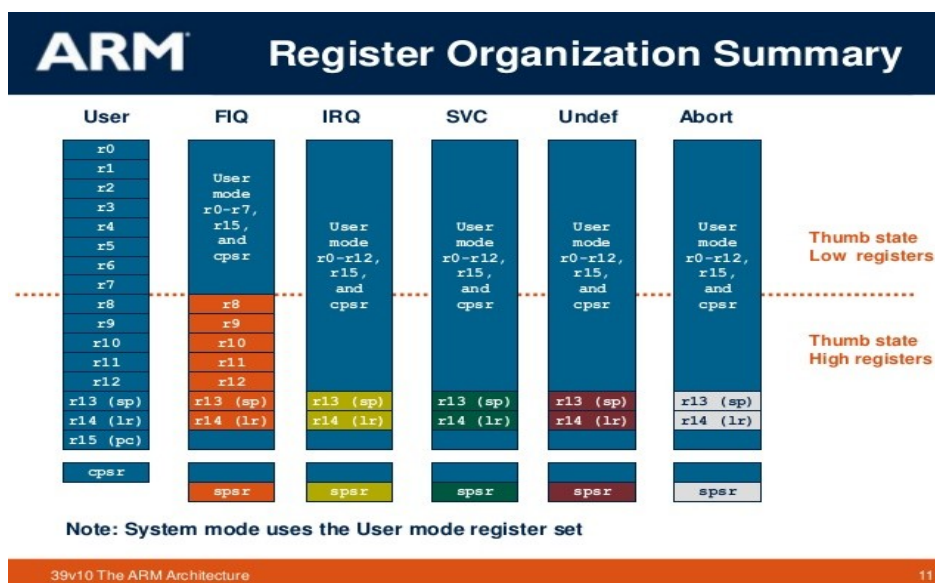 ARM Register Organization Summary
User FIQ IRQ SVC Undef Abort
r0
r1
r2
r3
r4
r5
r6
r7
r8
r9
r10
r11
r12
r13 (sp)
r14 (lr)
r15 (pc)
cpsr
User
mode
r0-r7,
r15,
and
cpsr
r8
r9
r10
r11
r12
r13 (sp)
r14 (lr)
spsr
User
mode
r0-r12,
r15,
and
cpsr
r13 (sp)
r14 (lr)
spsr
User
mode
r0-r12,
r15,
and
cpsr
r13 (sp)
r14 (lr)
spsr
User
mode
r0-r12,
r15,
and
cpsr
r13 (sp)
r14 (lr)
spsr
User
mode
r0-r12,
r15,
and
cpsr
r13 (sp)
r14 (lr)
spsr
Thumb state
Low registers
Thumb state
High registers
Note: System mode uses the User mode register set
39v10 The ARM Architecture 11